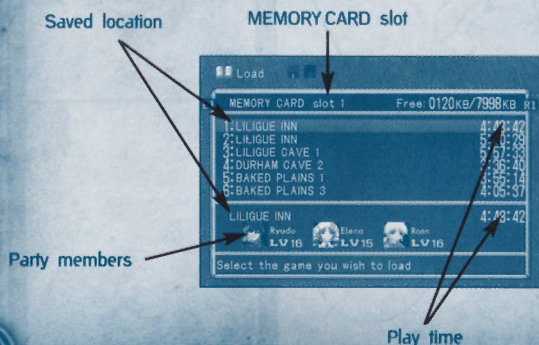 Saved location
MEMORY CARD slot
Load
MEMORY CARD slot 1 Free: 0120KB/7998KB R1
1:LILIGUE INN 4:43:42
2:LILIGUE INN
3:LILIGUE CAVE 1
4:DURHAM CAVE 2
5:BAKED PLAINS 1
6:BAKED PLAINS 3 4:05:37
LILIGUE INN 4:43:42
Ryudo Elena Roan
LV16 LV15 LV16
Select the game you wish to load
Party members
Play time